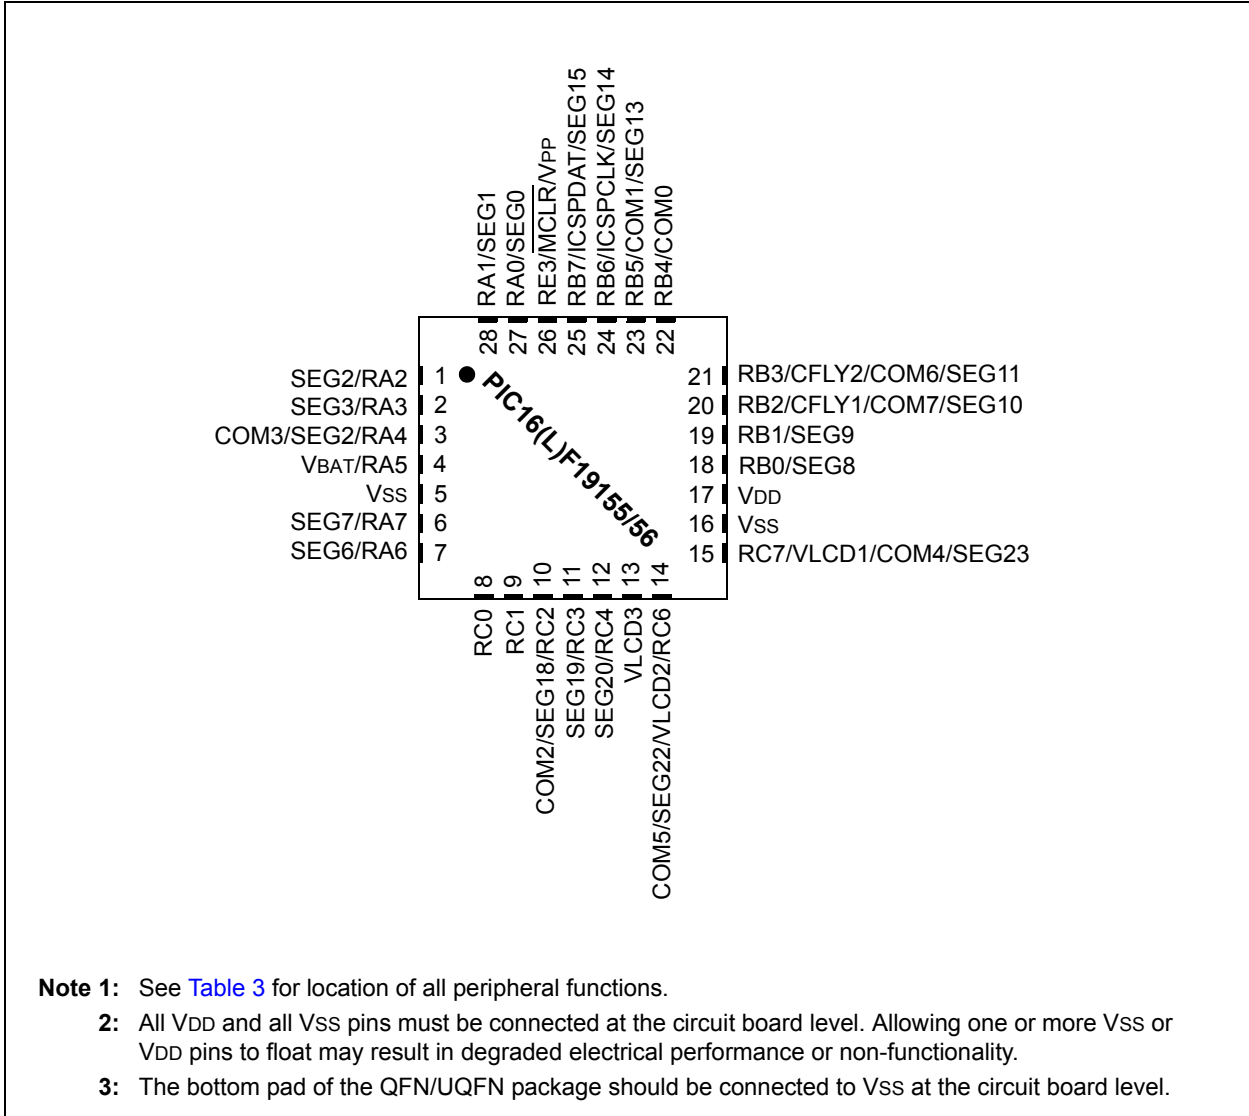 RA1/SEG1
RA0/SEG0
RE3/MCLR/VPP
RB7/ICSPDAT/SEG15
RB6/ICSPCLK/SEG14
RB5/COM1/SEG13
RB4/COM0
28
27
26
25
24
23
22
SEG2/RA2 1
SEG3/RA3 2
COM3/SEG2/RA4 3
VBAT/RA5 4
VSS 5
SEG7/RA7 6
SEG6/RA6 7
PIC16(L)F19155/56
21 RB3/CFLY2/COM6/SEG11
20 RB2/CFLY1/COM7/SEG10
19 RB1/SEG9
18 RB0/SEG8
17 VDD
16 VSS
15 RC7/VLCD1/COM4/SEG23
8
9
10
11
12
13
14
RC0
RC1
COM2/SEG18/RC2
SEG19/RC3
SEG20/RC4
VLCD3
COM5/SEG22/VLCD2/RC6
Note 1: See Table 3 for location of all peripheral functions.
2: All VDD and all VSS pins must be connected at the circuit board level. Allowing one or more VSS or
VDD pins to float may result in degraded electrical performance or non-functionality.
3: The bottom pad of the QFN/UQFN package should be connected to VSS at the circuit board level.